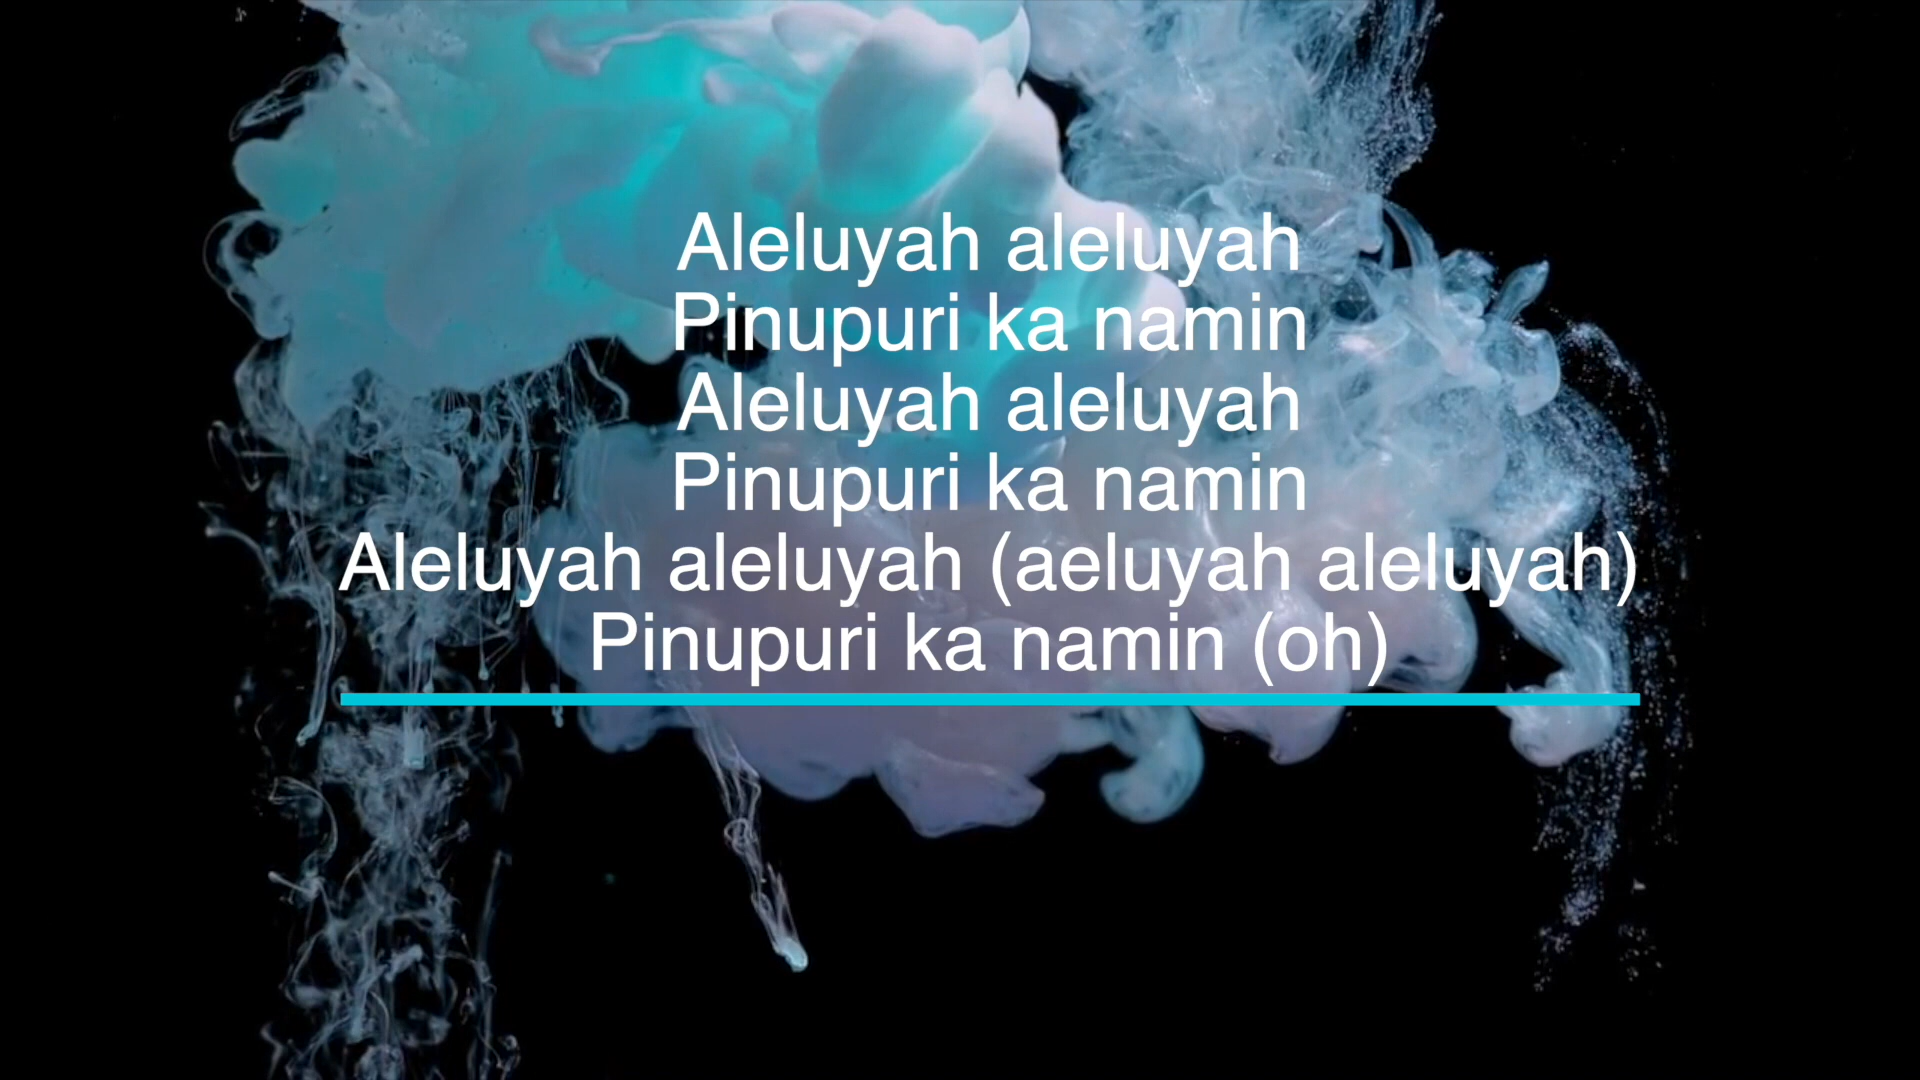 Aleluyah aleluyah
Pinupuri ka namin
Aleluyah aleluyah
Pinupuri ka namin
Aleluyah aleluyah (aeluyah aleluyah)
Pinupuri ka namin (oh)